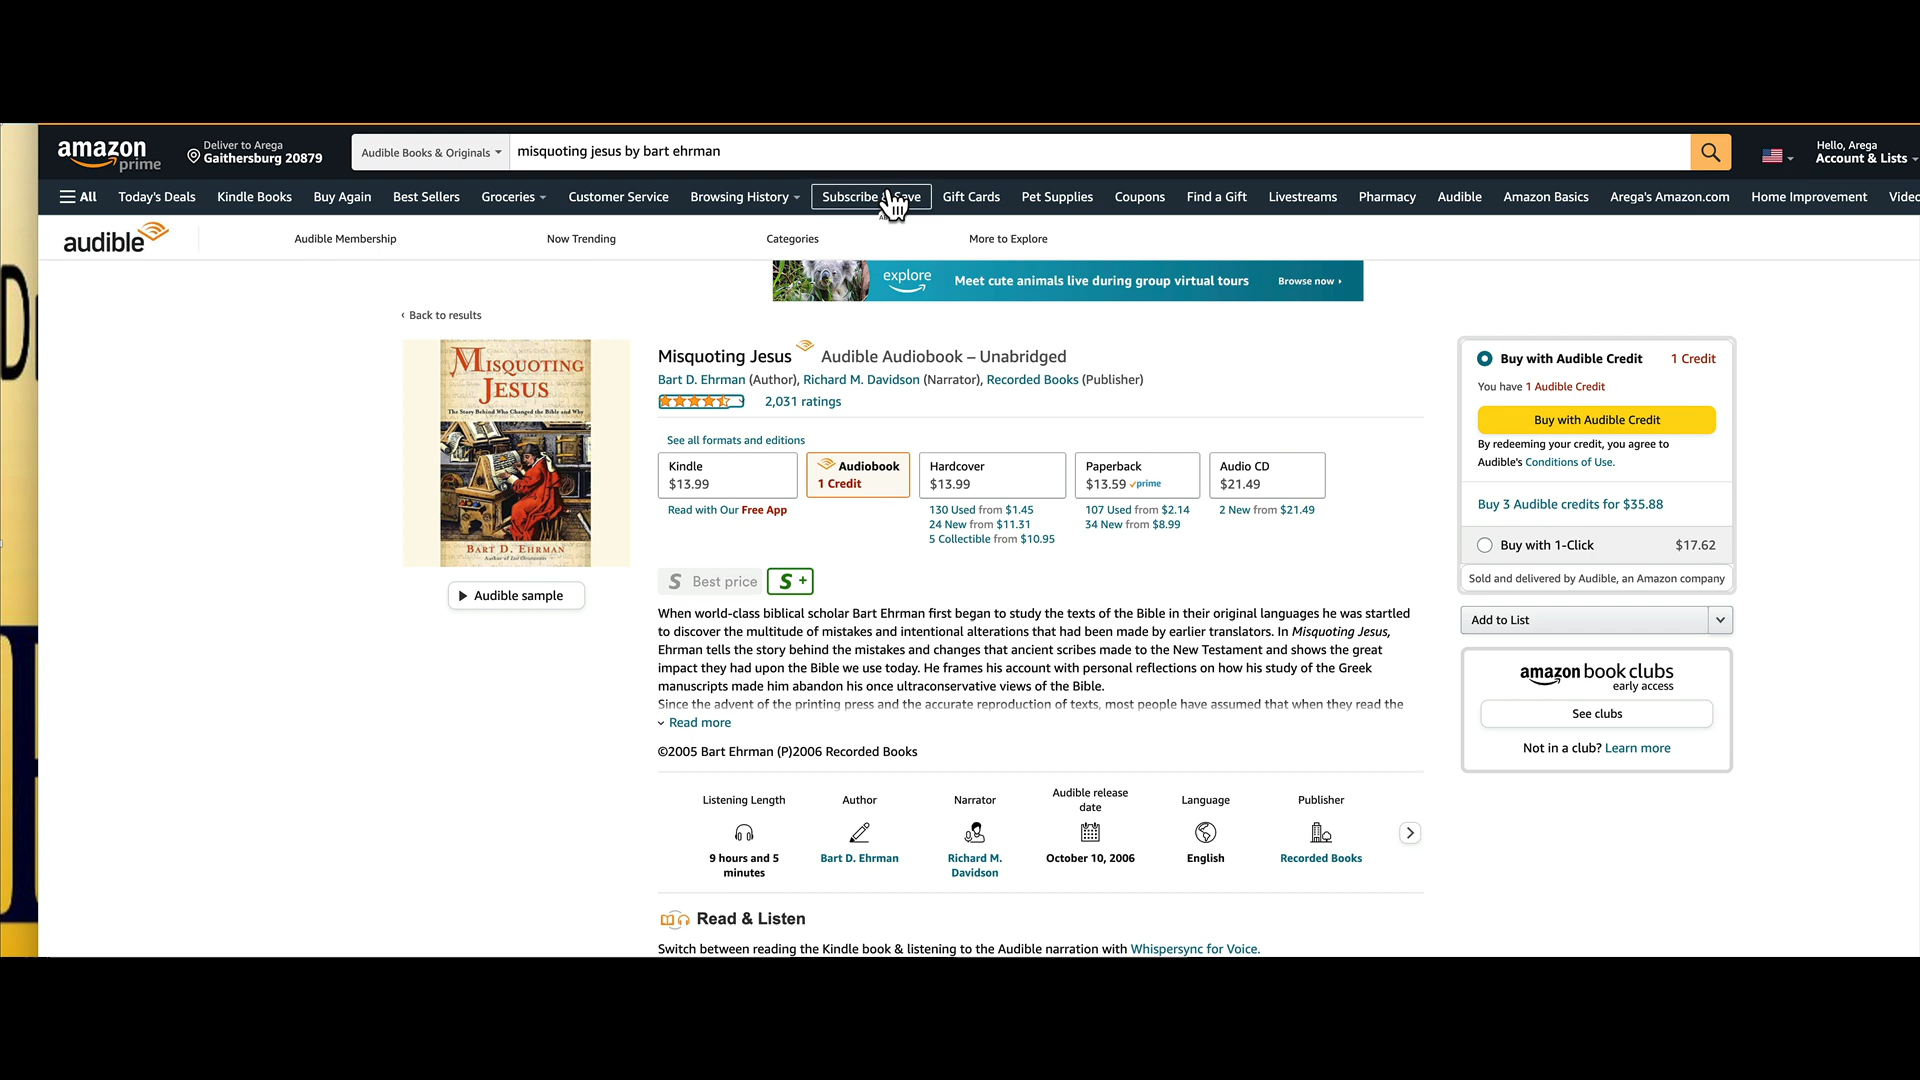 amazon
prime
Deliver to Arega
Gaithersburg 20879
Audible Books & Originals
misquoting jesus by bart ehrman
Hello, Arega
Account & Lists
All
Today's Deals
Kindle Books
Buy Again
Best Sellers
Groceries
Customer Service
Browsing History
Subscribe & Save
Gift Cards
Pet Supplies
Coupons
Find a Gift
Livestreams
Pharmacy
Audible
Amazon Basics
Arega's Amazon.com
Home Improvement
Video
audible
Audible Membership
Now Trending
Categories
More to Explore
explore
Meet cute animals live during group virtual tours
Browse now ›
‹ Back to results
MISQUOTING
JESUS
The Story Behind Who Changed the Bible and Why
BART D. EHRMAN
Audible sample
Misquoting Jesus Audible Audiobook – Unabridged
Bart D. Ehrman (Author), Richard M. Davidson (Narrator), Recorded Books (Publisher)
2,031 ratings
See all formats and editions
Kindle
$13.99
Read with Our Free App
Audiobook
1 Credit
Hardcover
$13.99
130 Used from $1.45
24 New from $11.31
5 Collectible from $10.95
Paperback
$13.59 prime
107 Used from $2.14
34 New from $8.99
Audio CD
$21.49
2 New from $21.49
S Best price
S +
When world-class biblical scholar Bart Ehrman first began to study the texts of the Bible in their original languages he was startled
to discover the multitude of mistakes and intentional alterations that had been made by earlier translators. In Misquoting Jesus,
Ehrman tells the story behind the mistakes and changes that ancient scribes made to the New Testament and shows the great
impact they had upon the Bible we use today. He frames his account with personal reflections on how his study of the Greek
manuscripts made him abandon his once ultraconservative views of the Bible.
Since the advent of the printing press and the accurate reproduction of texts, most people have assumed that when they read the
Read more
©2005 Bart Ehrman (P)2006 Recorded Books
Listening Length
9 hours and 5
minutes
Author
Bart D. Ehrman
Narrator
Richard M.
Davidson
Audible release
date
October 10, 2006
Language
English
Publisher
Recorded Books
Read & Listen
Switch between reading the Kindle book & listening to the Audible narration with Whispersync for Voice.
Buy with Audible Credit
1 Credit
You have 1 Audible Credit
Buy with Audible Credit
By redeeming your credit, you agree to
Audible's Conditions of Use.
Buy 3 Audible credits for $35.88
Buy with 1-Click
$17.62
Sold and delivered by Audible, an Amazon company
Add to List
amazon book clubs
early access
See clubs
Not in a club? Learn more